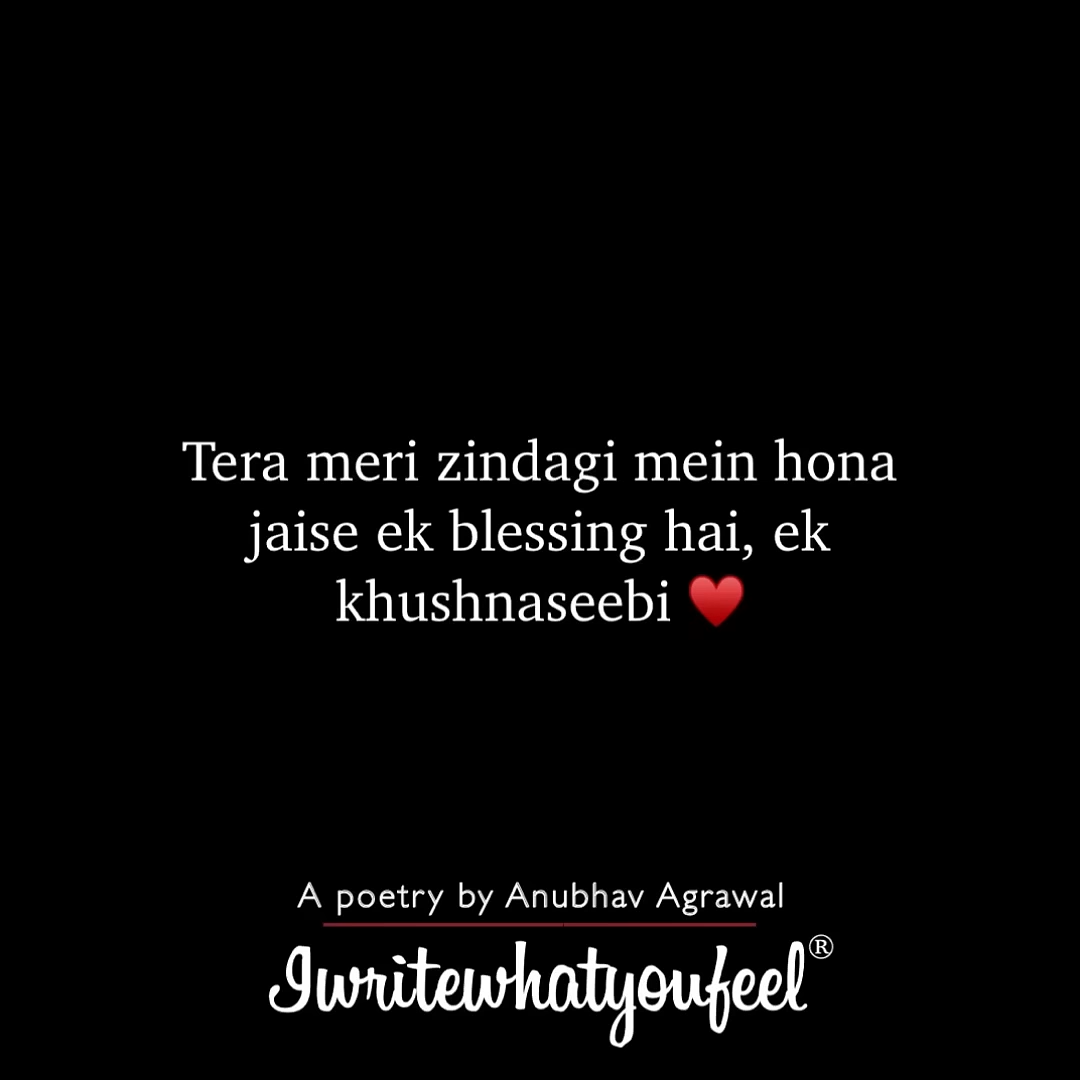 Tera meri zindagi mein hona
jaise ek blessing hai, ek
khushnaseebi ♥️
A poetry by Anubhav Agrawal
Iwritewhatyoufeel®